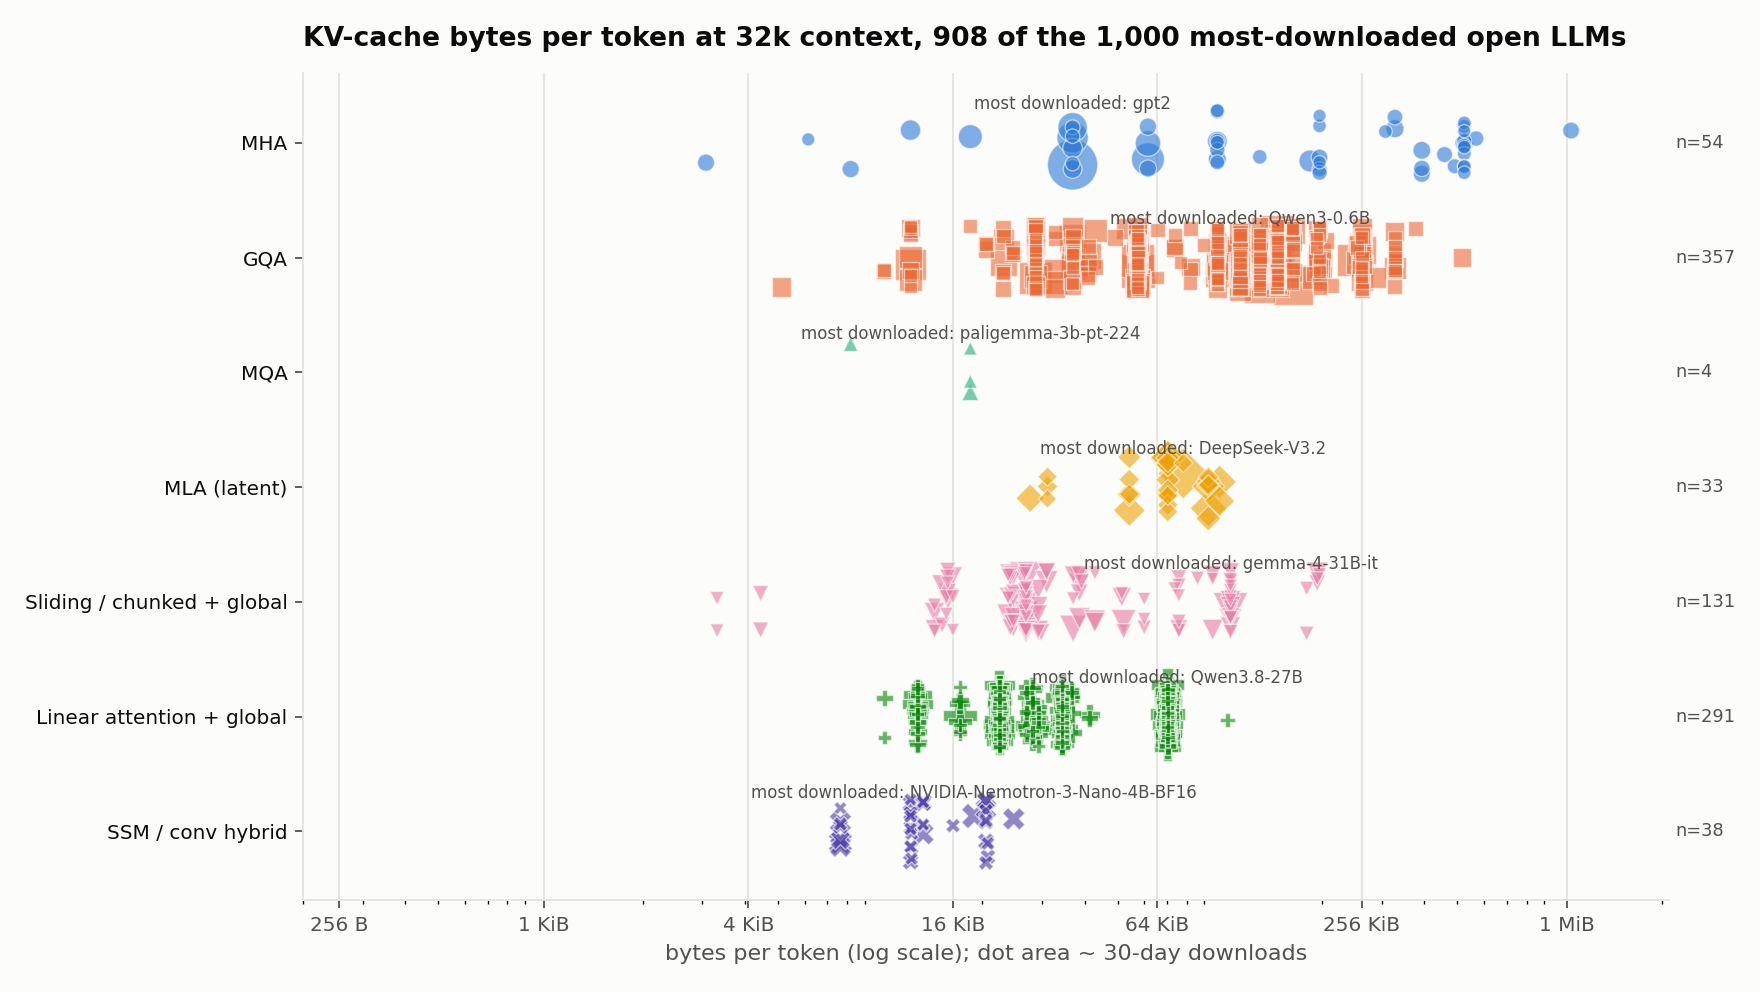 KV-cache bytes per token at 32k context, 908 of the 1,000 most-downloaded open LLMs
most downloaded: gpt2
MHA
n=54
most downloaded: Qwen3-0.6B
GQA
n=357
most downloaded: paligemma-3b-pt-224
MQA
n=4
most downloaded: DeepSeek-V3.2
MLA (latent)
n=33
most downloaded: gemma-4-31B-it
Sliding / chunked + global
n=131
most downloaded: Qwen3.8-27B
Linear attention + global
n=291
most downloaded: NVIDIA-Nemotron-3-Nano-4B-BF16
SSM / conv hybrid
n=38
256 B
1 KiB
4 KiB
16 KiB
64 KiB
256 KiB
1 MiB
bytes per token (log scale); dot area ~ 30-day downloads